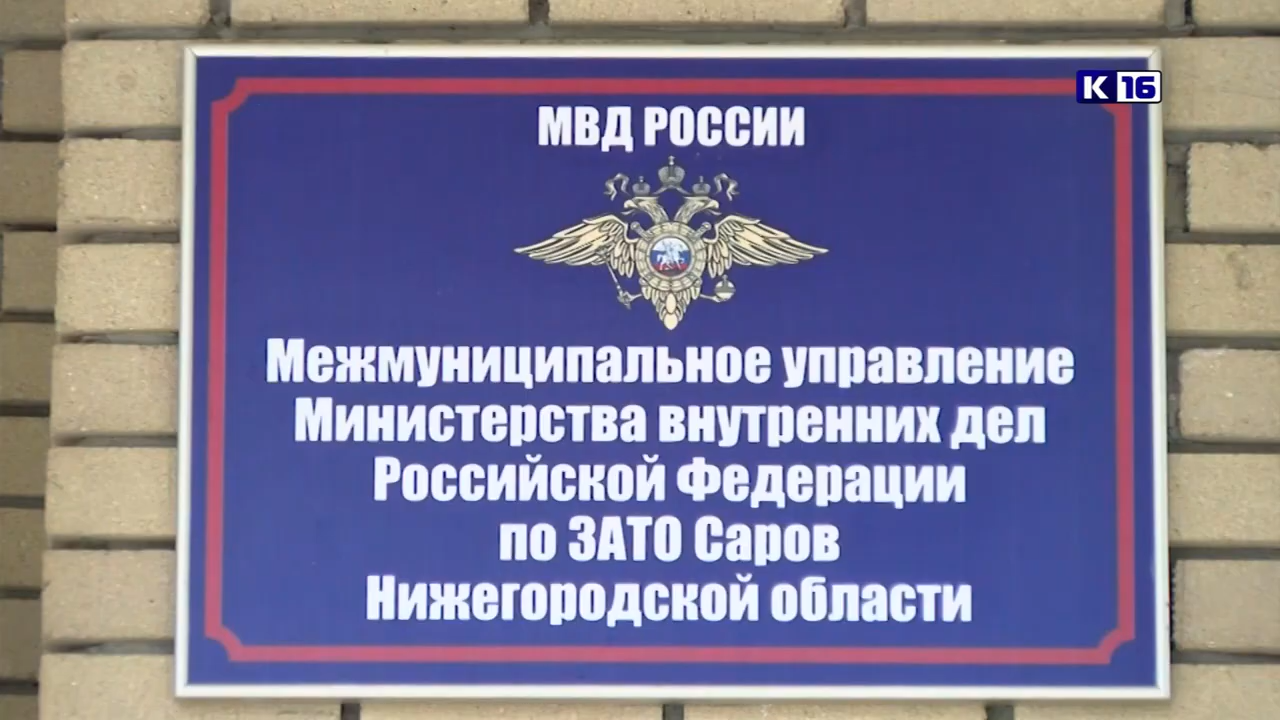 К 16
МВД РОССИИ
Межмуниципальное управление
Министерства внутренних дел
Российской Федерации
по ЗАТО Саров
Нижегородской области